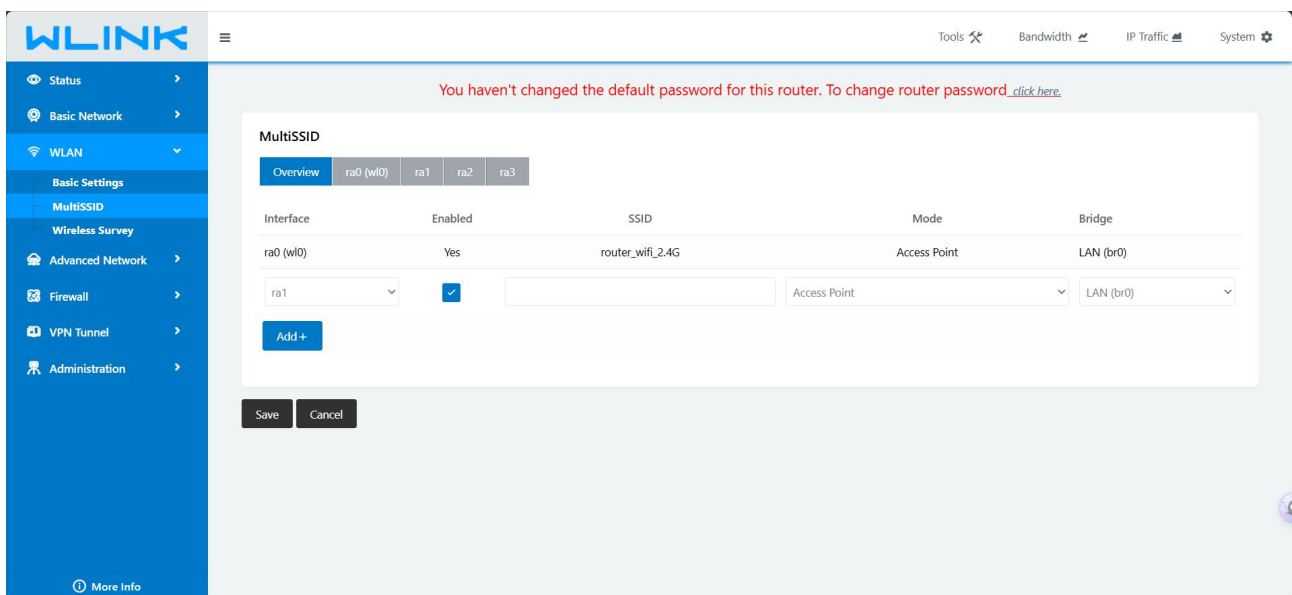 WLINK
Tools Bandwidth IP Traffic System
Status
Basic Network
WLAN
Basic Settings
MultiSSID
Wireless Survey
Advanced Network
Firewall
VPN Tunnel
Administration
More Info
You haven't changed the default password for this router. To change router password click here.
MultiSSID
Overview ra0 (wl0) ra1 ra2 ra3
Interface Enabled SSID Mode Bridge
ra0 (wl0) Yes router_wifi_2.4G Access Point LAN (br0)
ra1 Access Point LAN (br0)
Add+
Save Cancel